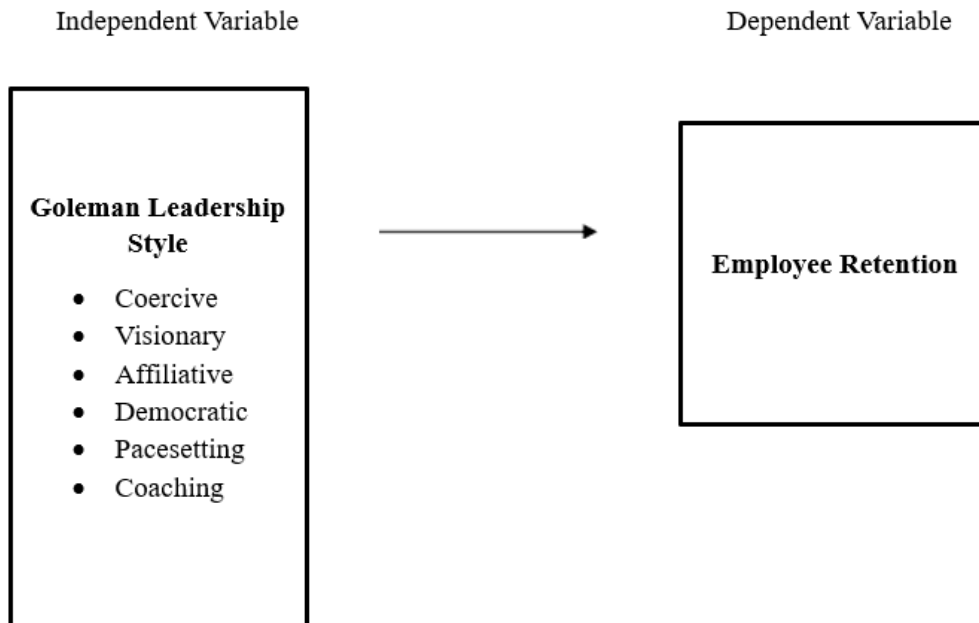 Independent Variable
Dependent Variable
Goleman Leadership
Style
• Coercive
• Visionary
• Affiliative
• Democratic
• Pacesetting
• Coaching
Employee Retention